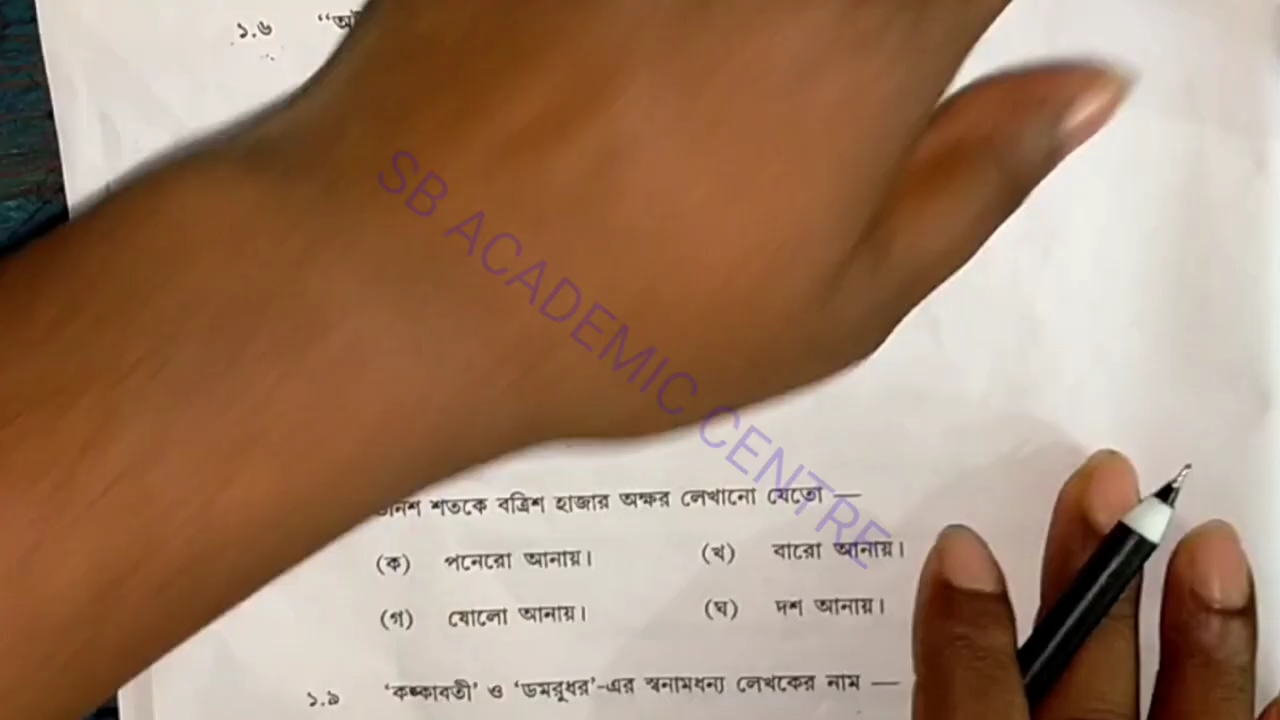 ১.৬ “
SB ACADEMIC CENTRE
শতকে বত্রিশ হাজার অক্ষর লেখানো যেতো —
(ক) পনেরো আনায়। (খ) বারো আনায়।
(গ) ষোলো আনায়। (ঘ) দশ আনায়।
১.৯ ‘কঙ্কাবতী’ ও ‘ডমরুধর’-এর স্বনামধন্য লেখকের নাম —